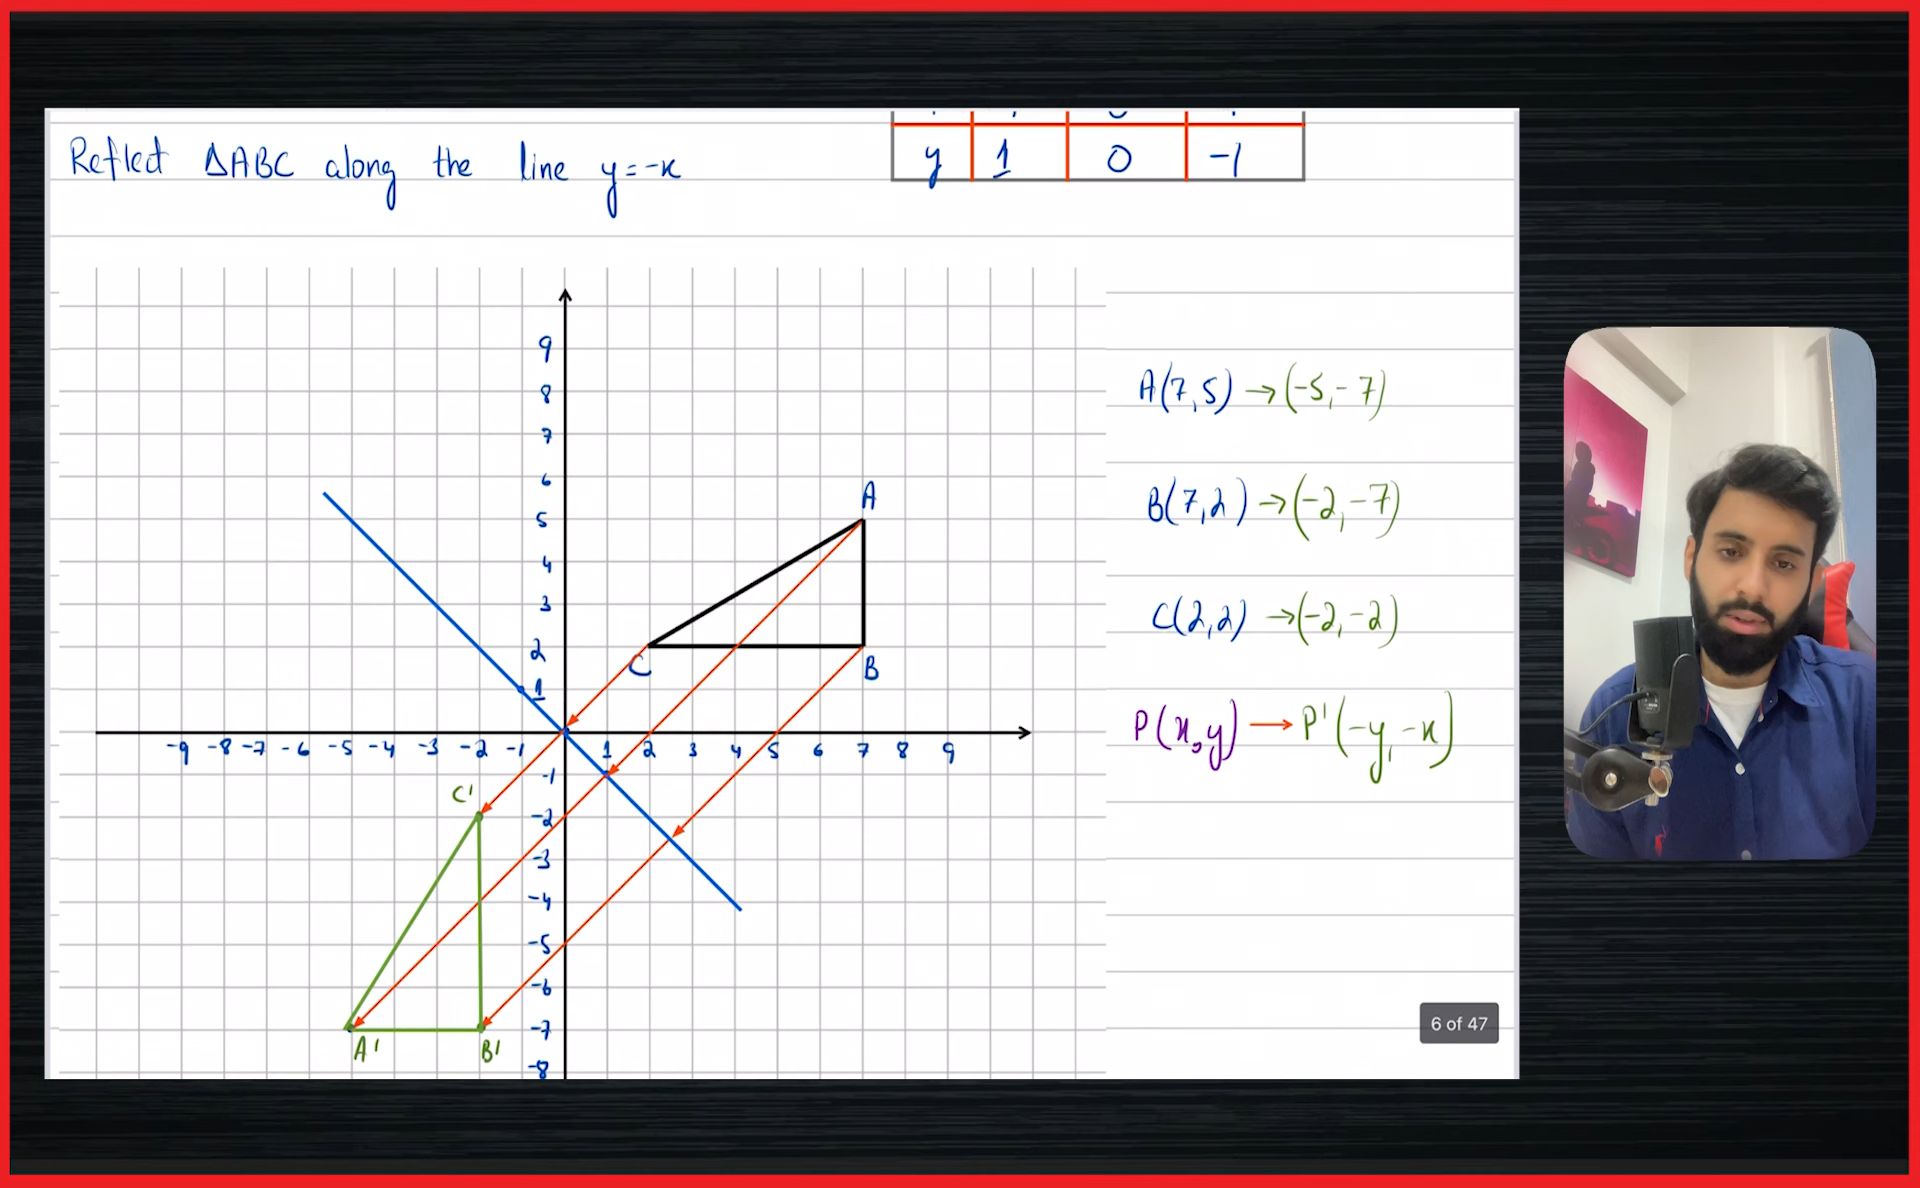 Reflect ΔABC along the line y=-x
y 1 0 -1
9
8
7
6
5
4
3
2
1
A
C
B
-9 -8 -7 -6 -5 -4 -3 -2 -1 1 2 3 4 5 6 7 8 9
-1
-2
-3
-4
-5
-6
-7
-8
C'
A'
B'
A(7,5) → (-5,-7)
B(7,2) → (-2,-7)
C(2,2) → (-2,-2)
P(x,y) → P'(-y,-x)
6 of 47